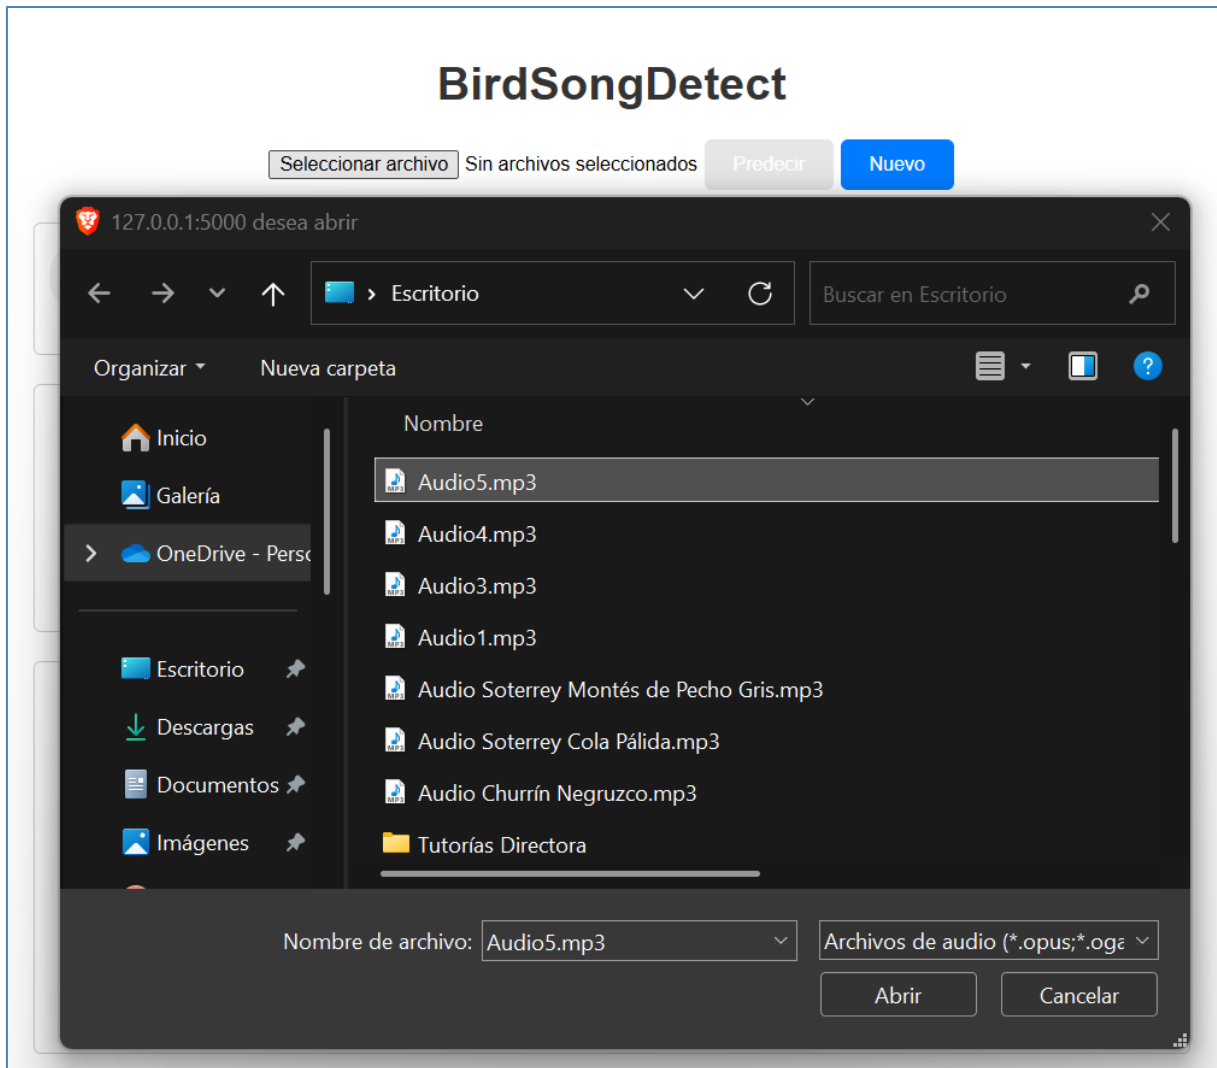 BirdSongDetect
Seleccionar archivo Sin archivos seleccionados Predecir Nuevo
127.0.0.1:5000 desea abrir
Escritorio Buscar en Escritorio
Organizar Nueva carpeta
Nombre
Inicio
Galería
OneDrive - Perso
Escritorio
Descargas
Documentos
Imágenes
Audio5.mp3
Audio4.mp3
Audio3.mp3
Audio1.mp3
Audio Soterrey Montés de Pecho Gris.mp3
Audio Soterrey Cola Pálida.mp3
Audio Churrín Negruzco.mp3
Tutorías Directora
Nombre de archivo: Audio5.mp3 Archivos de audio (*.opus;*.oga
Abrir Cancelar